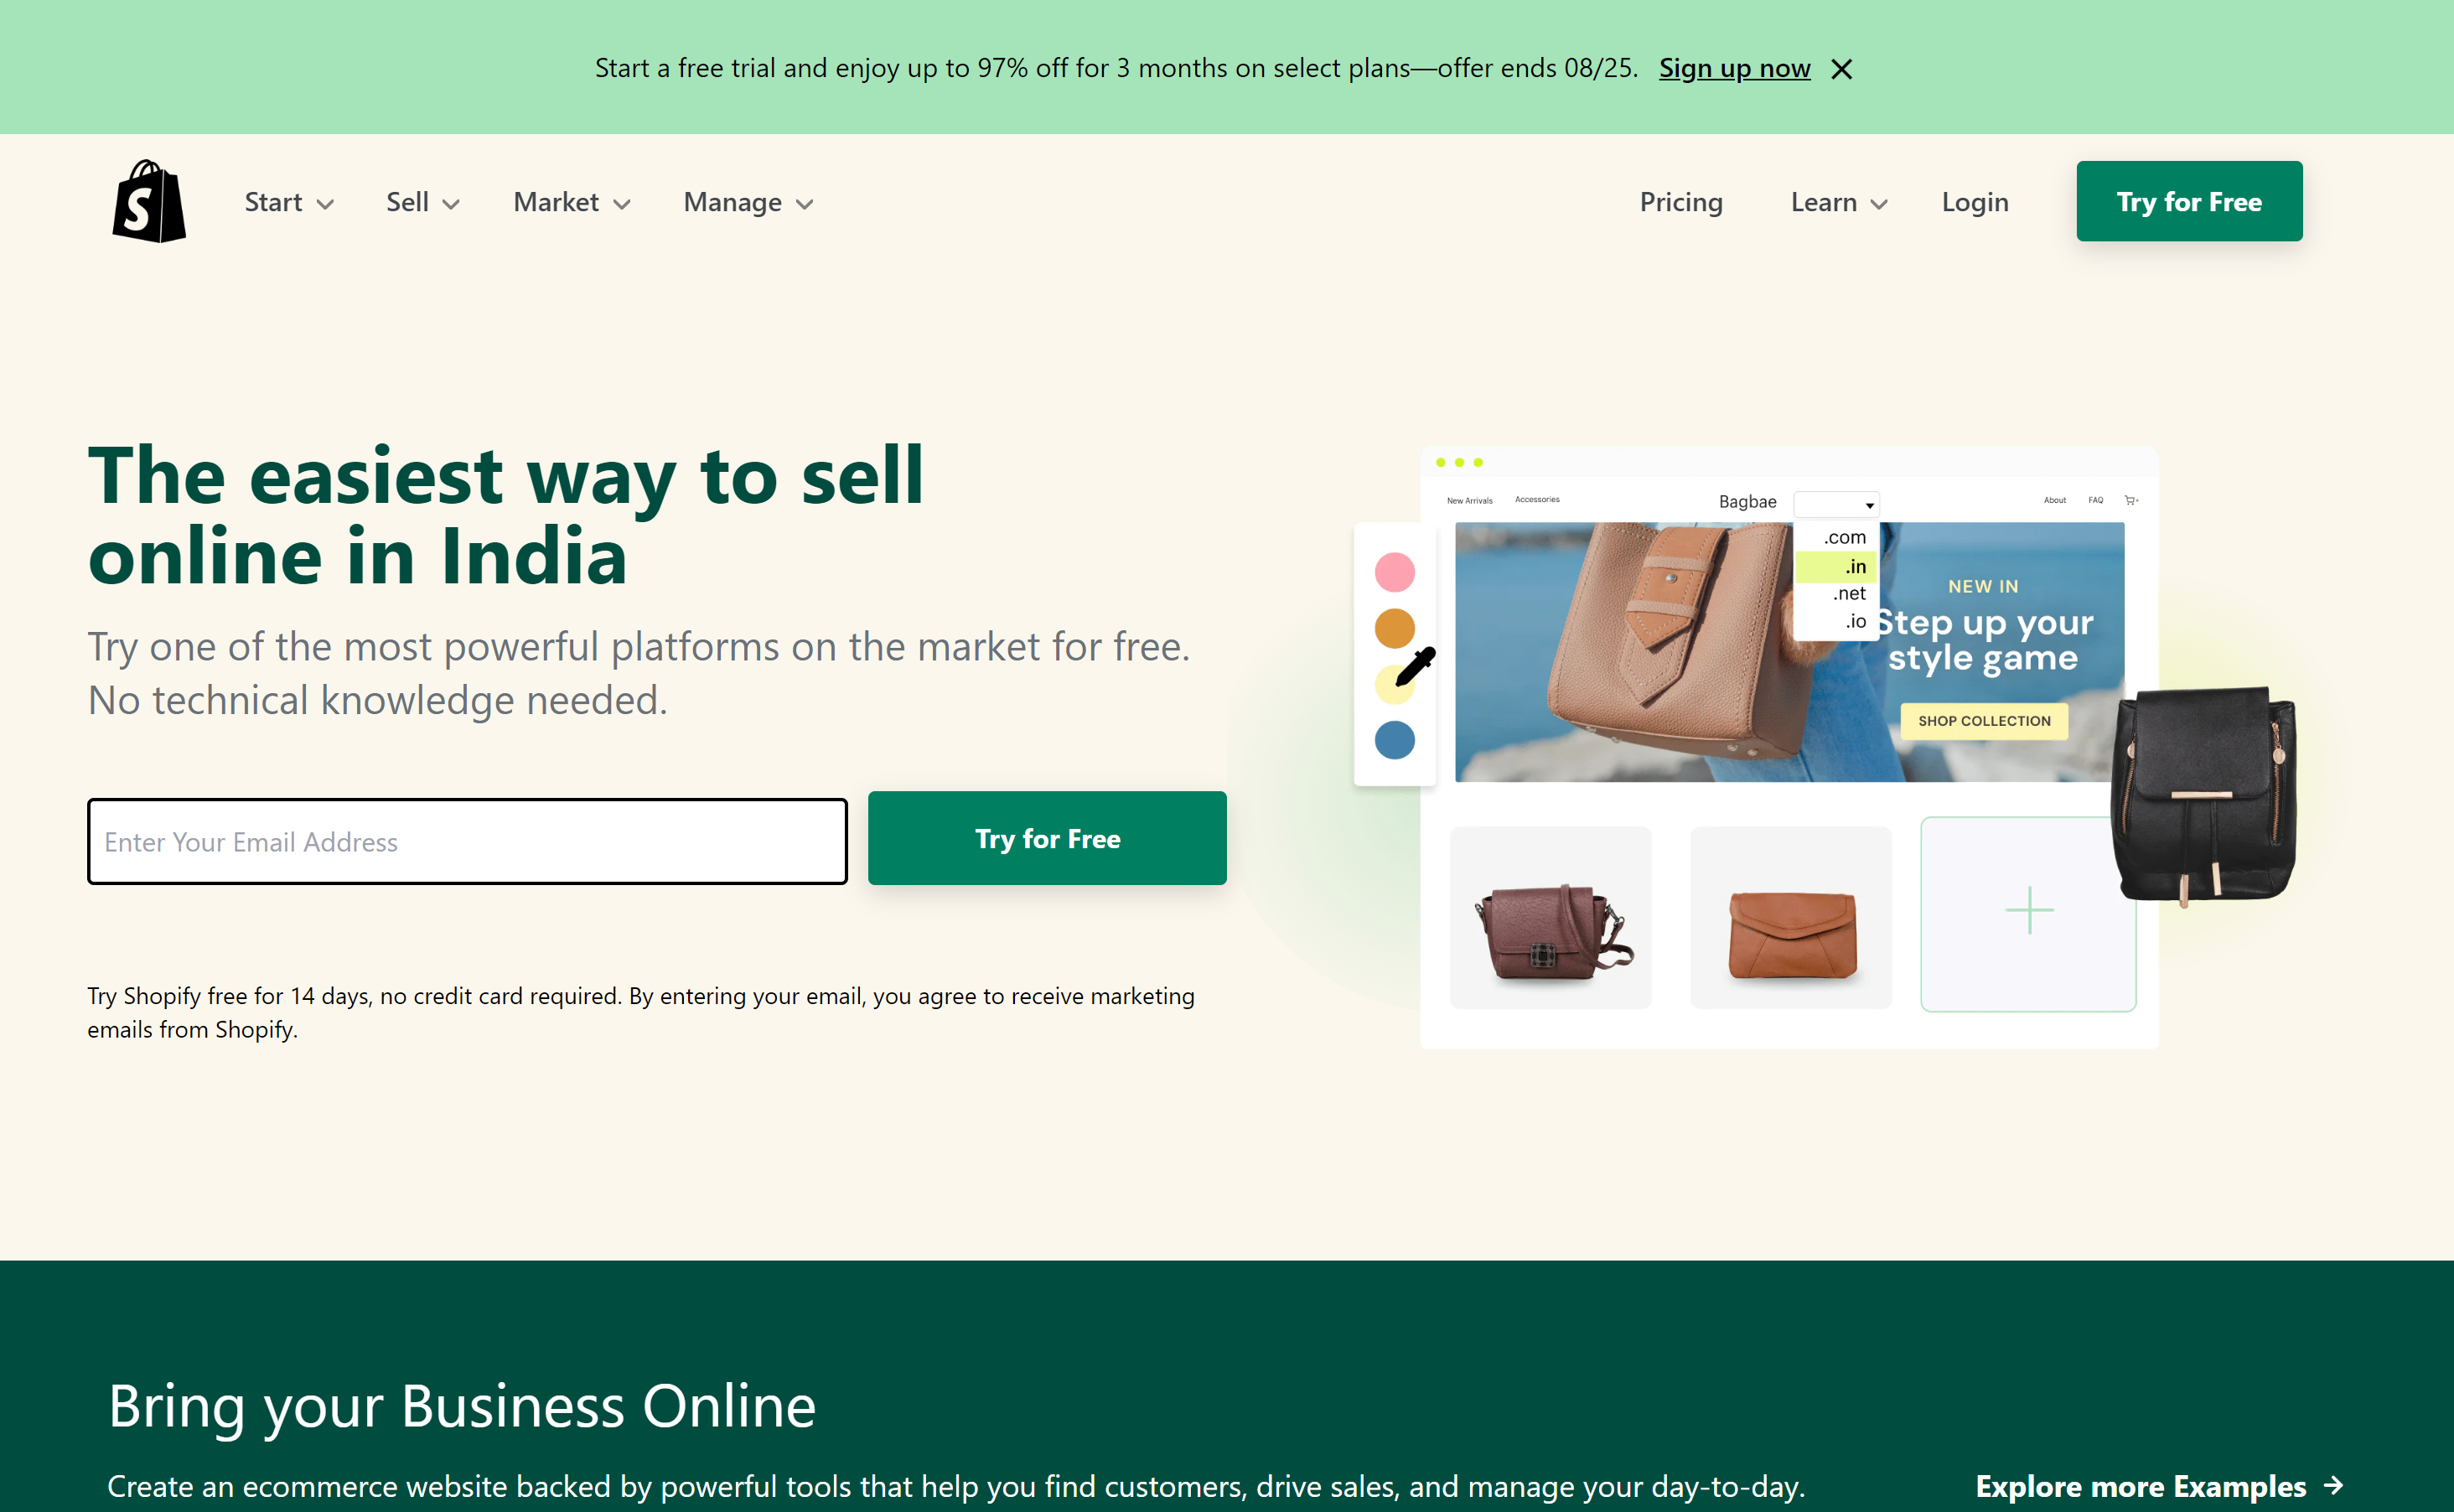 Start a free trial and enjoy up to 97% off for 3 months on select plans—offer ends 08/25. Sign up now
S
Start
Sell
Market
Manage
Pricing
Learn
Login
Try for Free
The easiest way to sell
online in India
Try one of the most powerful platforms on the market for free.
No technical knowledge needed.
Enter Your Email Address
Try for Free
Try Shopify free for 14 days, no credit card required. By entering your email, you agree to receive marketing
emails from Shopify.
New Arrivals
Accessories
Bagbae
About
FAQ
.com
.in
.net
.io
NEW IN
Step up your
style game
SHOP COLLECTION
Bring your Business Online
Create an ecommerce website backed by powerful tools that help you find customers, drive sales, and manage your day-to-day.
Explore more Examples